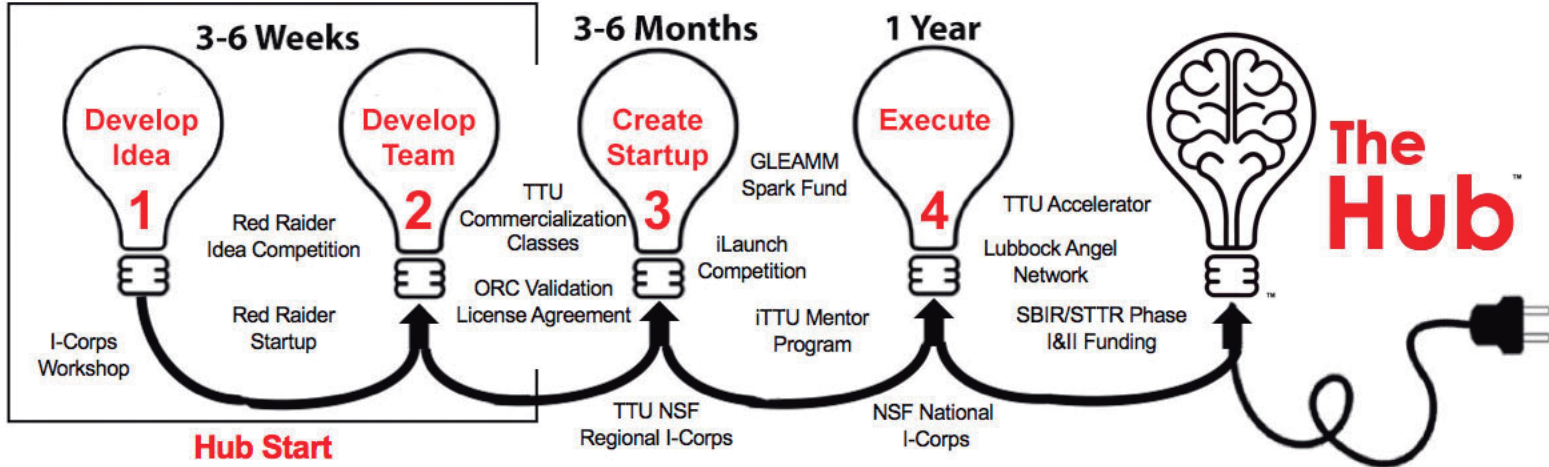 3-6 Weeks
3-6 Months
1 Year
Develop
Idea
1
Develop
Team
2
Create
Startup
3
Execute
4
The
Hub™
™
I-Corps
Workshop
Red Raider
Idea Competition
Red Raider
Startup
TTU
Commercialization
Classes
ORC Validation
License Agreement
TTU NSF
Regional I-Corps
GLEAMM
Spark Fund
iLaunch
Competition
iTTU Mentor
Program
NSF National
I-Corps
TTU Accelerator
Lubbock Angel
Network
SBIR/STTR Phase
I&II Funding
Hub Start